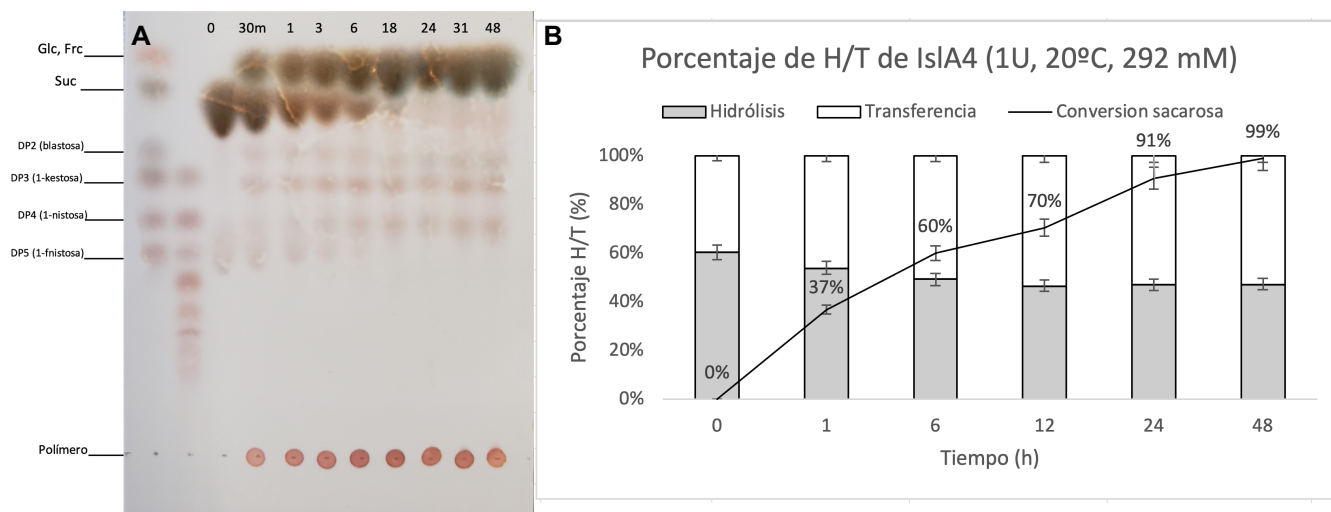 A
0 30m 1 3 6 18 24 31 48
Glc, Frc
Suc
DP2 (blastosa)
DP3 (1-kestosa)
DP4 (1-nistosa)
DP5 (1-fnistosa)
Polímero
B
Porcentaje de H/T de IslA4 (1U, 20ºC, 292 mM)
Hidrólisis Transferencia Conversion sacarosa
Porcentaje H/T (%)
100%
80%
60%
40%
20%
0%
0%
37%
60%
70%
91%
99%
0 1 6 12 24 48
Tiempo (h)